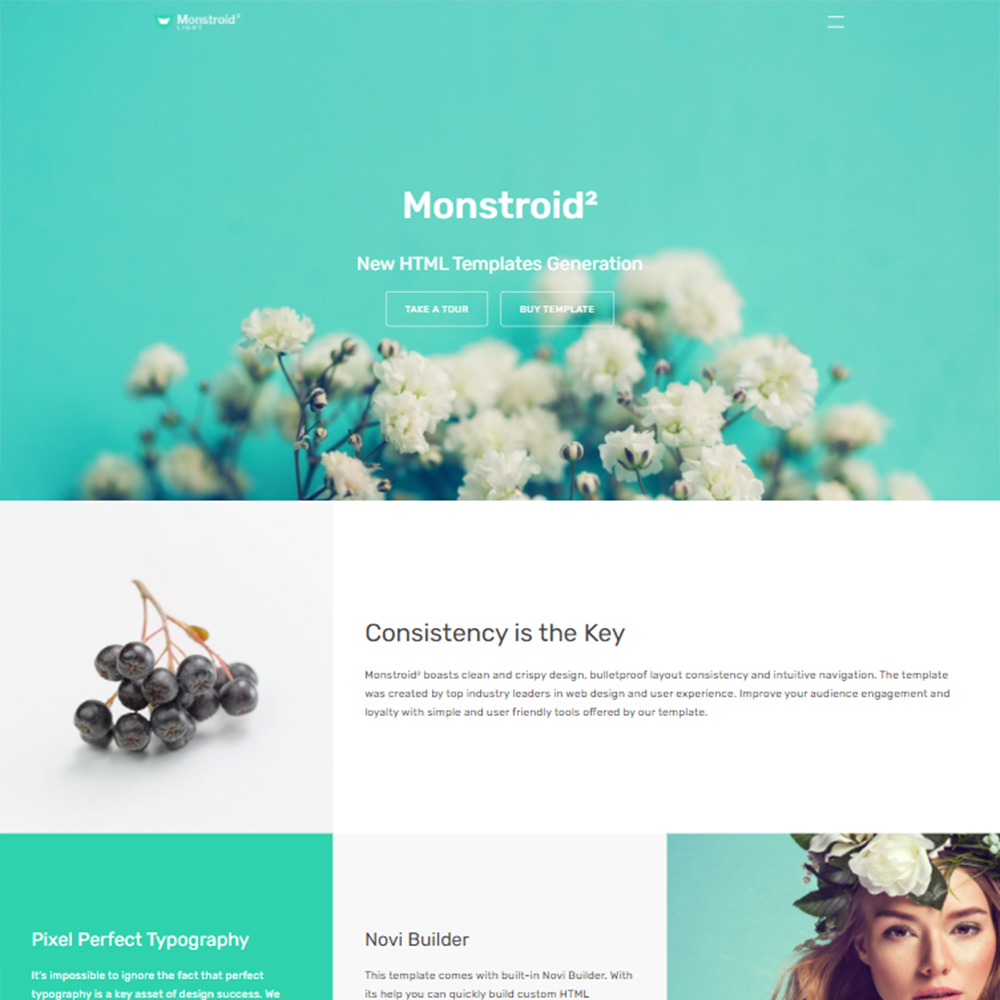 Monstroid²
LIGHT
Monstroid²
New HTML Templates Generation
TAKE A TOUR
BUY TEMPLATE
Consistency is the Key
Monstroid² boasts clean and crispy design, bulletproof layout consistency and intuitive navigation. The template
was created by top industry leaders in web design and user experience. Improve your audience engagement and
loyalty with simple and user friendly tools offered by our template.
Pixel Perfect Typography
It's impossible to ignore the fact that perfect
typography is a key asset of design success. We
Novi Builder
This template comes with built-in Novi Builder. With
its help you can quickly build custom HTML